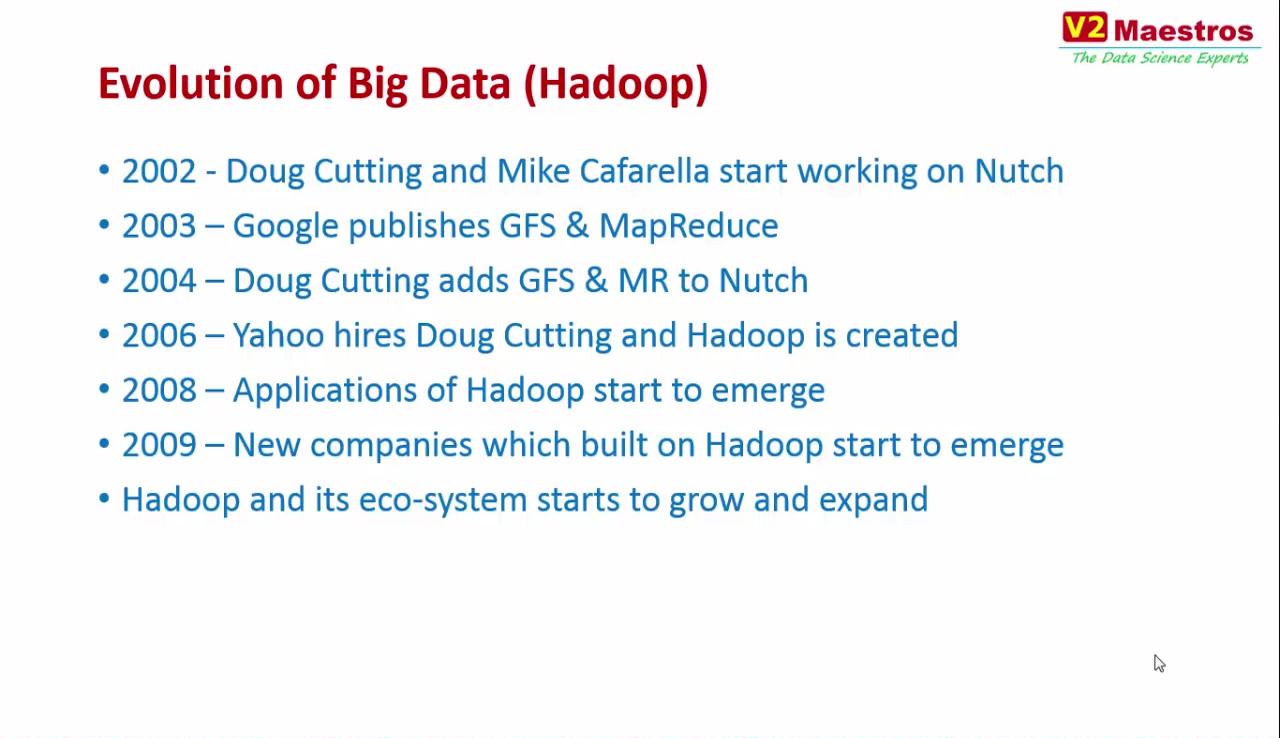 V2 Maestros
The Data Science Experts
Evolution of Big Data (Hadoop)
• 2002 - Doug Cutting and Mike Cafarella start working on Nutch
• 2003 – Google publishes GFS & MapReduce
• 2004 – Doug Cutting adds GFS & MR to Nutch
• 2006 – Yahoo hires Doug Cutting and Hadoop is created
• 2008 – Applications of Hadoop start to emerge
• 2009 – New companies which built on Hadoop start to emerge
• Hadoop and its eco-system starts to grow and expand